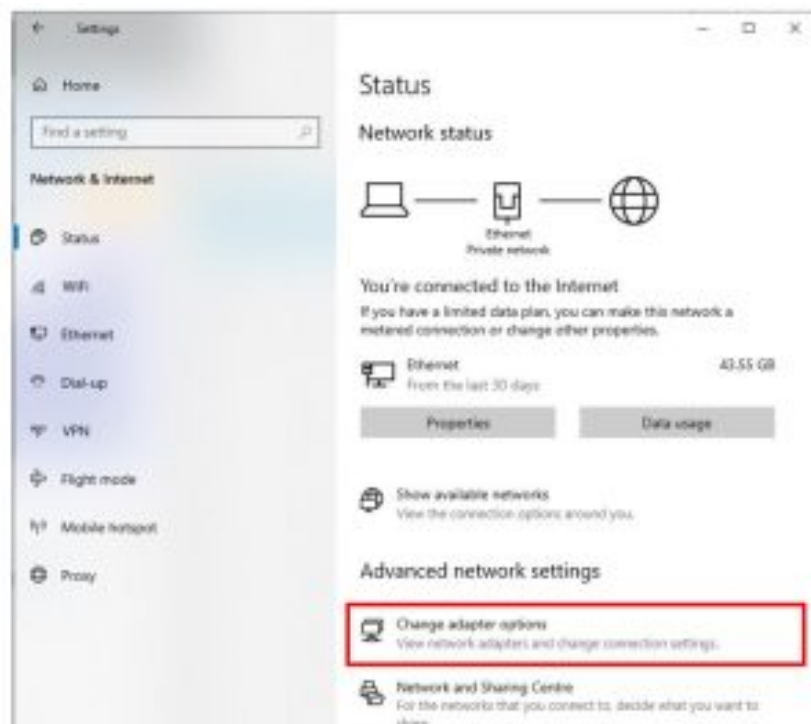 Settings
Home
Find a setting
Network & Internet
Status
WiFi
Ethernet
Dial-up
VPN
Flight mode
Mobile hotspot
Proxy
Status
Network status
Ethernet
Private network
You're connected to the Internet
If you have a limited data plan, you can make this network a
metered connection or change other properties.
Ethernet
From the last 30 days
43.55 GB
Properties
Data usage
Show available networks
View the connection options around you.
Advanced network settings
Change adapter options
View network adapters and change connection settings.
Network and Sharing Centre
For the networks that you connect to, decide what you want to
share.